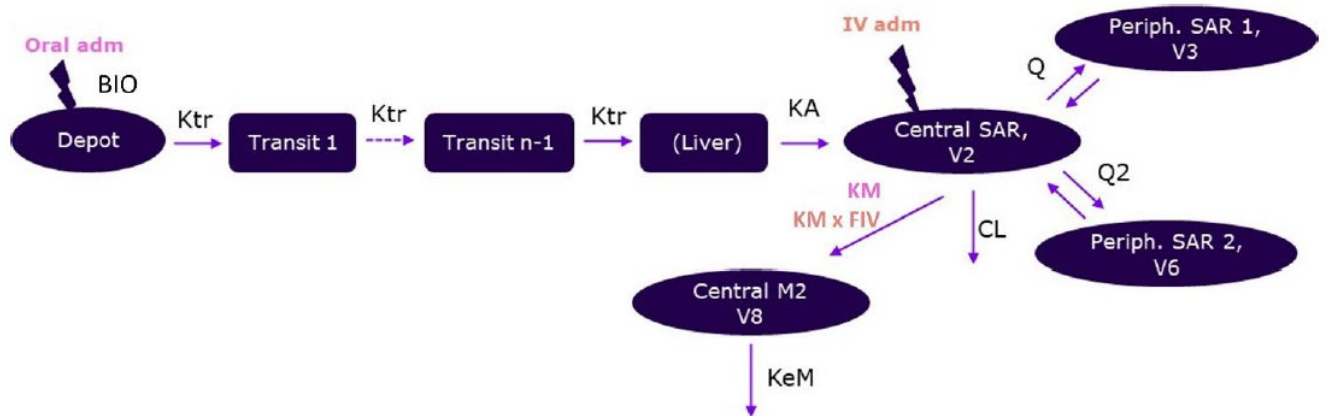 Oral adm
BIO
Depot
Ktr
Transit 1
Ktr
Transit n-1
Ktr
(Liver)
KA
IV adm
Central SAR,
V2
Q
Periph. SAR 1,
V3
Q2
Periph. SAR 2,
V6
KM
KM x FIV
CL
Central M2
V8
KeM